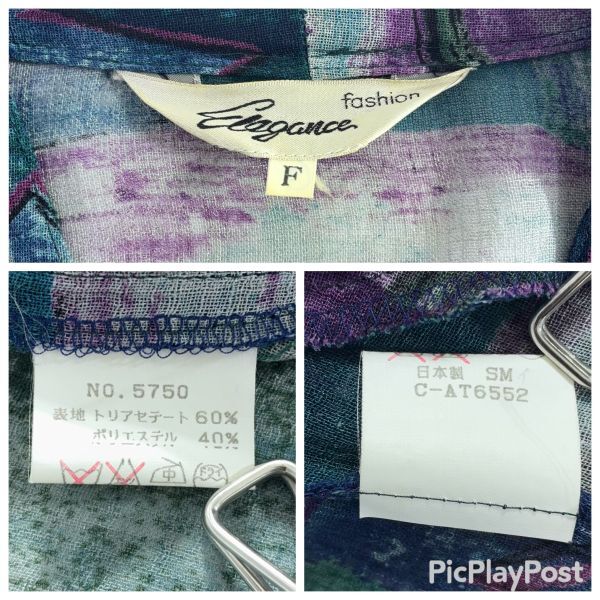 fashion
Elegance
F
NO.5750
表地 トリアセテート 60%
ポリエステル 40%
中
日本製 SM
C-AT6552
PicPlayPost